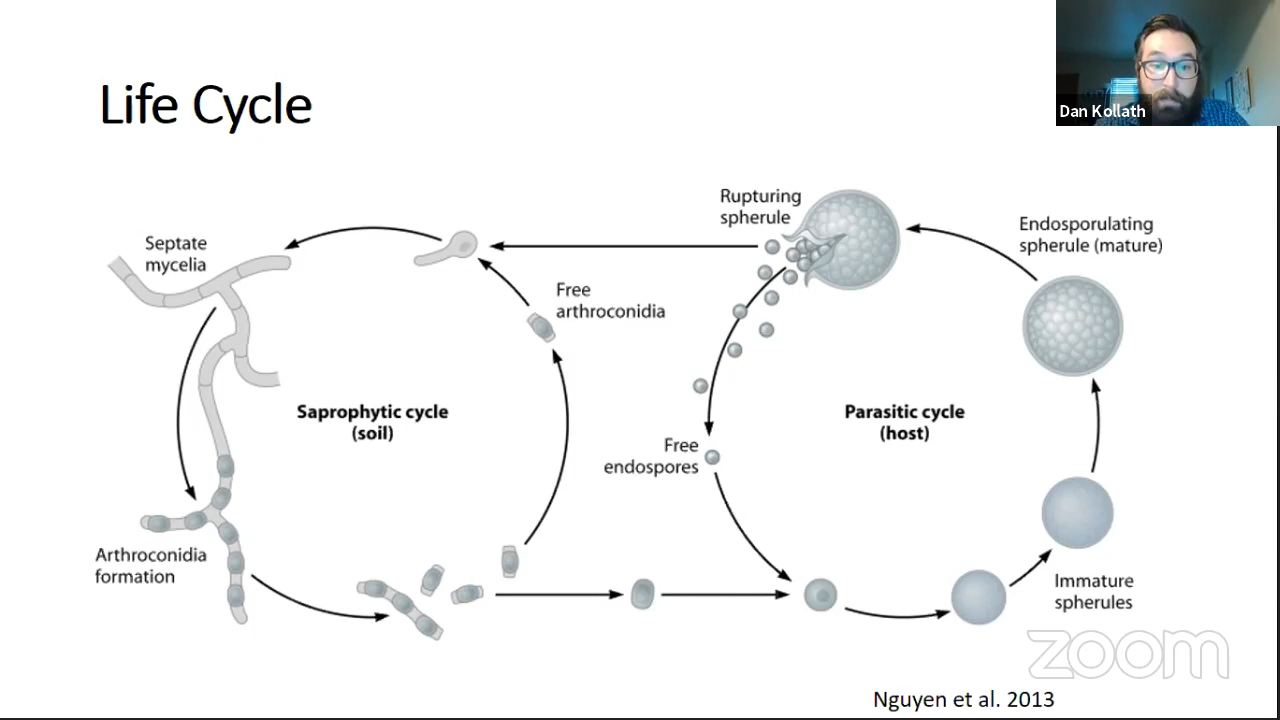 Life Cycle
Dan Kollath
Rupturing
spherule
Endosporulating
spherule (mature)
Septate
mycelia
Free
arthroconidia
Saprophytic cycle
(soil)
Parasitic cycle
(host)
Free
endospores
Arthroconidia
formation
Immature
spherules
zoom
Nguyen et al. 2013